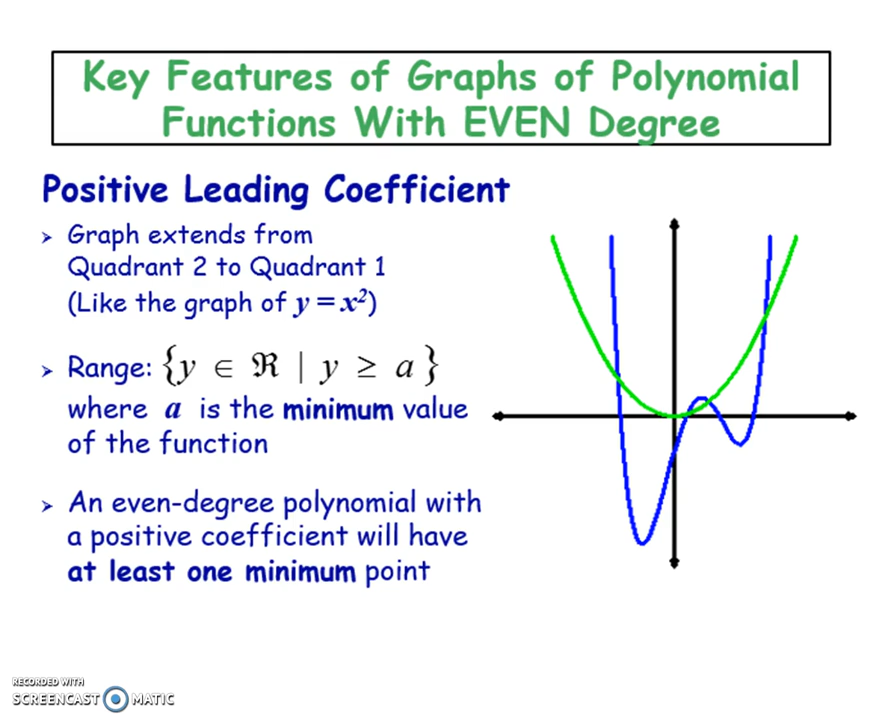 Key Features of Graphs of Polynomial
Functions With EVEN Degree
Positive Leading Coefficient
➢ Graph extends from
Quadrant 2 to Quadrant 1
(Like the graph of y = x²)
➢ Range: {y ∈ ℜ | y ≥ a}
where a is the minimum value
of the function
➢ An even-degree polynomial with
a positive coefficient will have
at least one minimum point
RECORDED WITH
SCREENCAST MATIC